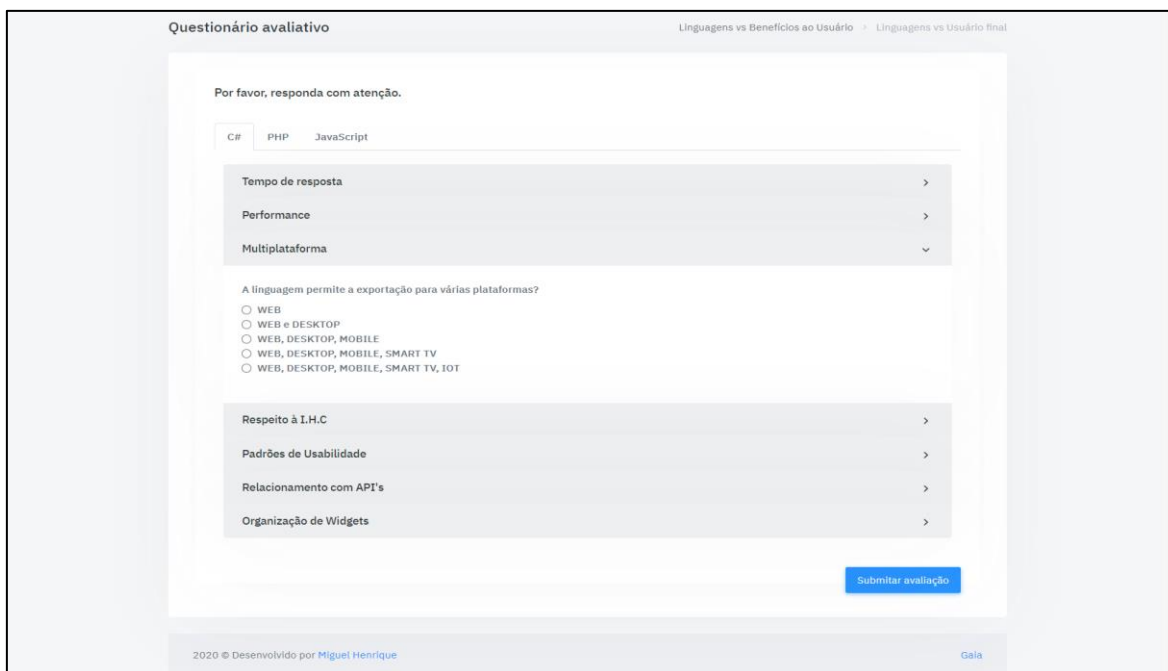 Questionário avaliativo
Linguagens vs Benefícios ao Usuário > Linguagens vs Usuário final
Por favor, responda com atenção.
C# PHP JavaScript
Tempo de resposta
Performance
Multiplataforma
A linguagem permite a exportação para várias plataformas?
WEB
WEB e DESKTOP
WEB, DESKTOP, MOBILE
WEB, DESKTOP, MOBILE, SMART TV
WEB, DESKTOP, MOBILE, SMART TV, IOT
Respeito à I.H.C
Padrões de Usabilidade
Relacionamento com API's
Organização de Widgets
Submitar avaliação
2020 © Desenvolvido por Miguel Henrique
Gaia